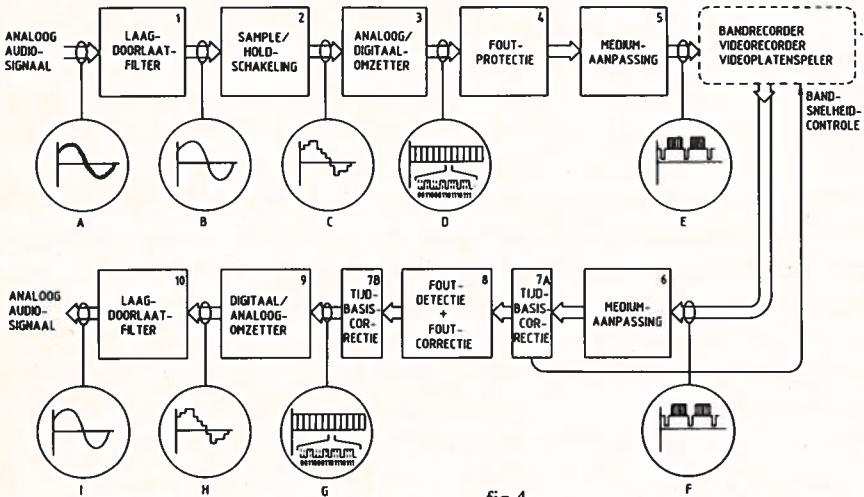 ANALOOG
AUDIO-
SIGNAAL
1
LAAG-
DOORLAAT-
FILTER
2
SAMPLE/
HOLD-
SCHAKELING
3
ANALOOG/
DIGITAAL-
OMZETTER
4
FOUT-
PROTECTIE
5
MEDIUM-
AANPASSING
BANDRECORDER
VIDEORECORDER
VIDEOPLATENSPELER
BAND-
SNELHEID-
CONTROLE
A
B
C
D
E
ANALOOG
AUDIO-
SIGNAAL
10
LAAG-
DOORLAAT-
FILTER
9
DIGITAAL/
ANALOOG-
OMZETTER
7B
TIJD-
BASIS-
COR-
RECTIE
8
FOUT-
DETECTIE
+
FOUT-
CORRECTIE
7A
TIJD-
BASIS-
COR-
RECTIE
6
MEDIUM-
AANPASSING
I
H
G
F
fig 4